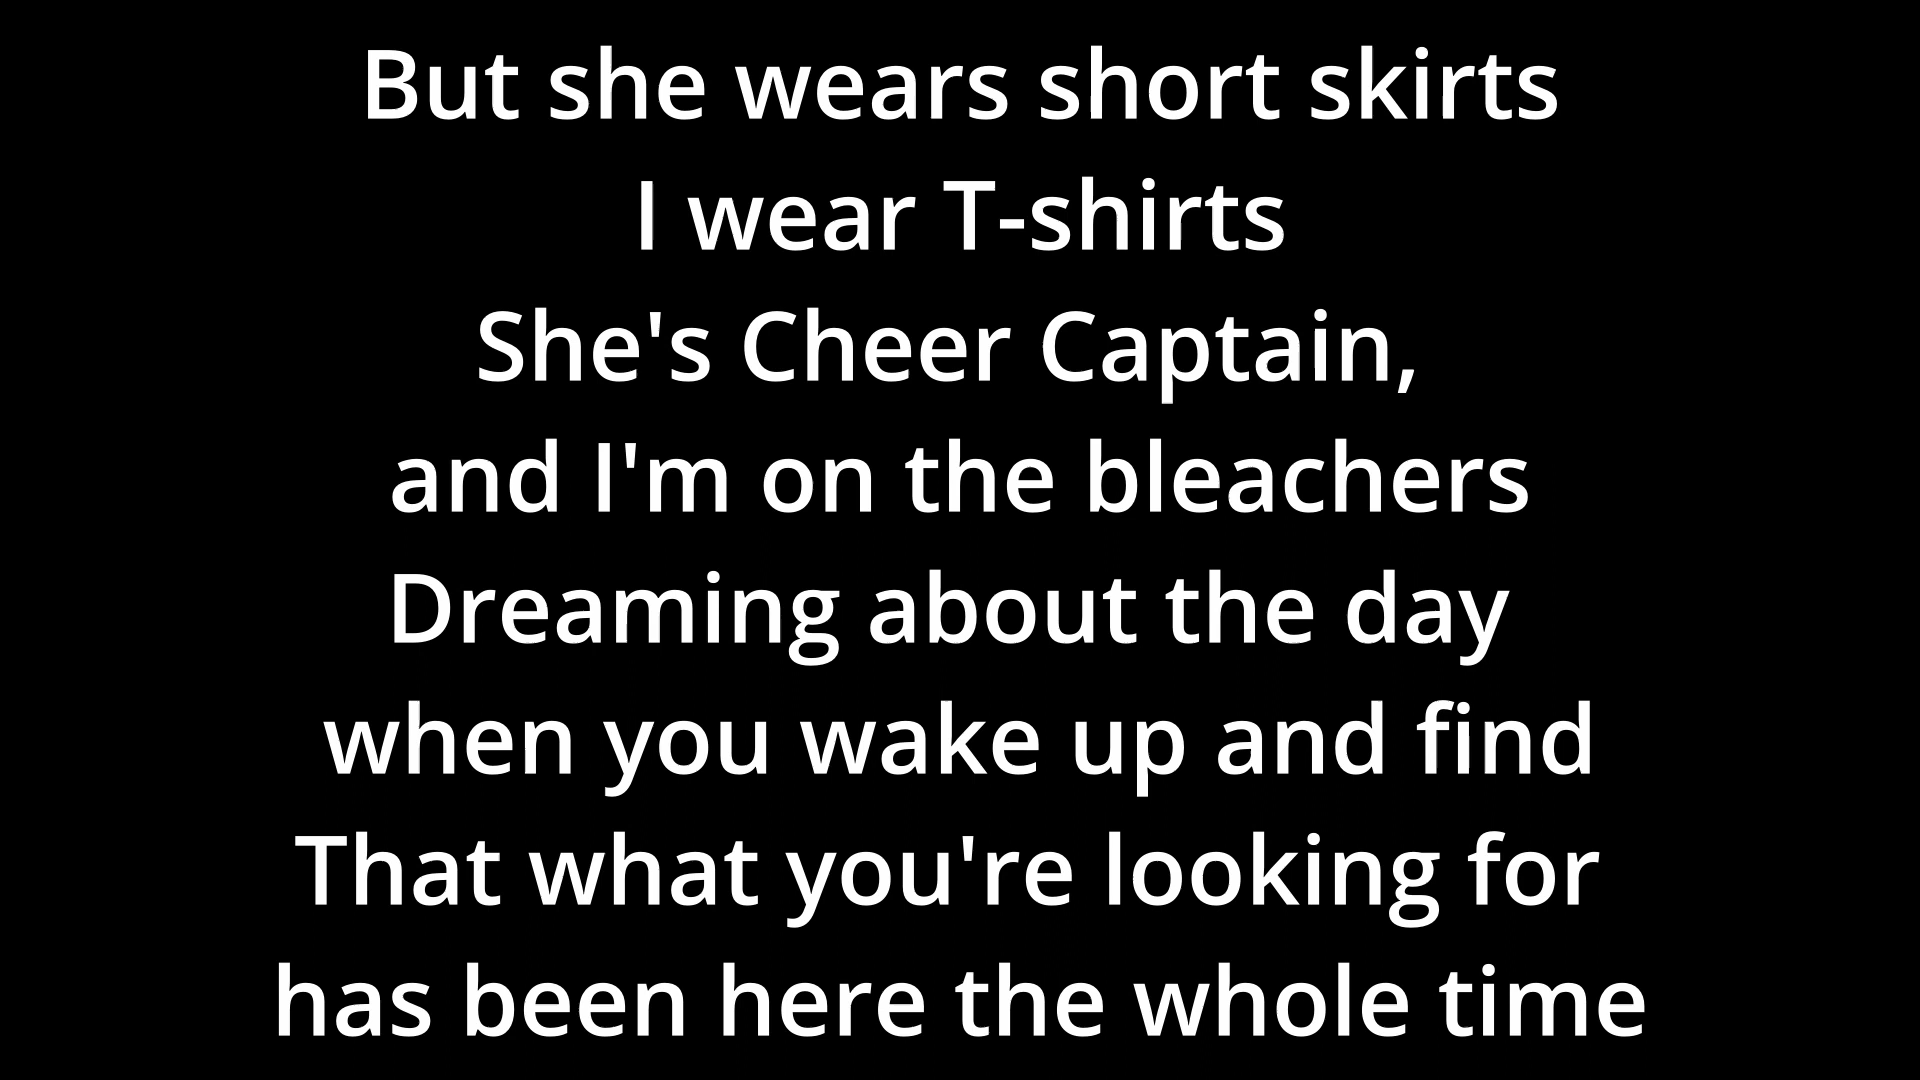 But she wears short skirts
I wear T-shirts
She's Cheer Captain,
and I'm on the bleachers
Dreaming about the day
when you wake up and find
That what you're looking for
has been here the whole time